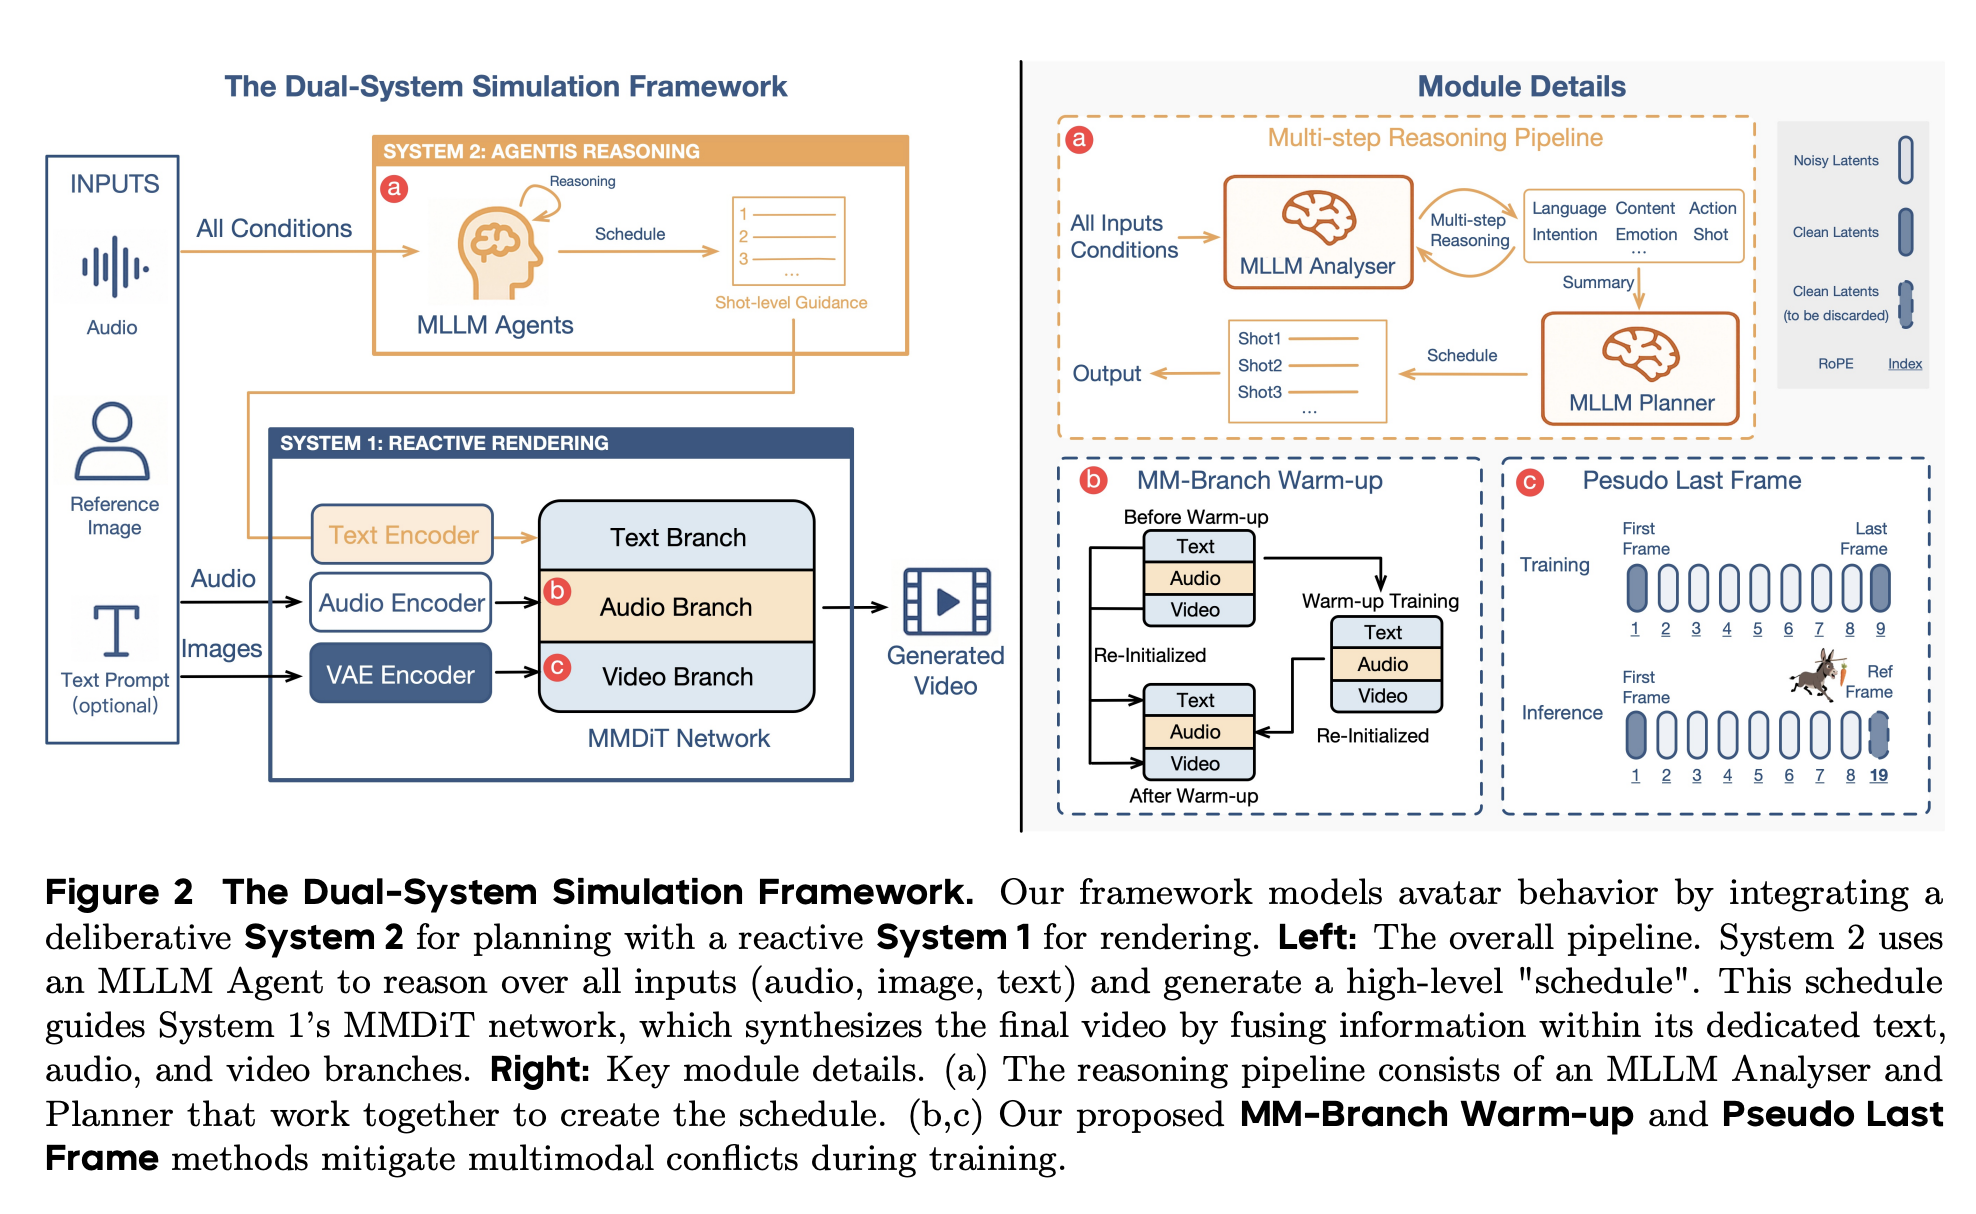 The Dual-System Simulation Framework
INPUTS
Audio
Reference
Image
Text Prompt
(optional)
All Conditions
SYSTEM 2: AGENTIS REASONING
a
Reasoning
MLLM Agents
Schedule
1
2
3
...
Shot-level Guidance
SYSTEM 1: REACTIVE RENDERING
Text Encoder
Text Branch
Audio
Audio Encoder
b
Audio Branch
Images
VAE Encoder
c
Video Branch
MMDiT Network
Generated
Video
Module Details
a
Multi-step Reasoning Pipeline
All Inputs
Conditions
MLLM Analyser
Multi-step
Reasoning
Language Content Action
Intention Emotion Shot
...
Summary
MLLM Planner
Schedule
Shot1
Shot2
Shot3
...
Output
Noisy Latents
Clean Latents
Clean Latents
(to be discarded)
RoPE Index
b
MM-Branch Warm-up
Before Warm-up
Text
Audio
Video
Warm-up Training
Text
Audio
Video
Re-Initialized
Re-Initialized
Text
Audio
Video
After Warm-up
c
Pesudo Last Frame
Training
First
Frame
Last
Frame
1 2 3 4 5 6 7 8 9
Inference
First
Frame
Ref
Frame
1 2 3 4 5 6 7 8 19
Figure 2 The Dual-System Simulation Framework. Our framework models avatar behavior by integrating a
deliberative System 2 for planning with a reactive System 1 for rendering. Left: The overall pipeline. System 2 uses
an MLLM Agent to reason over all inputs (audio, image, text) and generate a high-level "schedule". This schedule
guides System 1's MMDiT network, which synthesizes the final video by fusing information within its dedicated text,
audio, and video branches. Right: Key module details. (a) The reasoning pipeline consists of an MLLM Analyser and
Planner that work together to create the schedule. (b,c) Our proposed MM-Branch Warm-up and Pseudo Last
Frame methods mitigate multimodal conflicts during training.